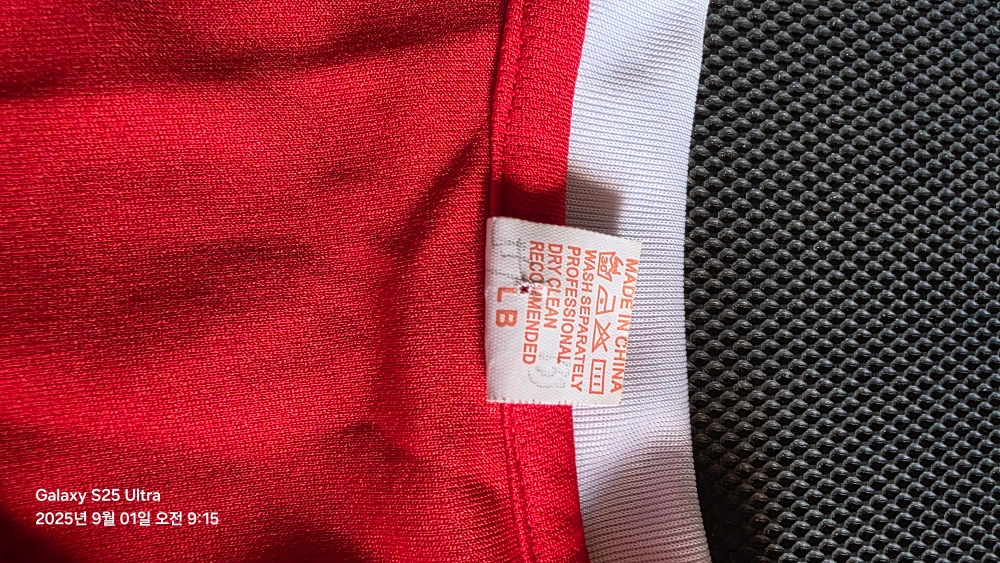 MADE IN CHINA
WASH SEPARATELY
PROFESSIONAL
DRY CLEAN
RECOMMENDED
LB
Galaxy S25 Ultra
2025년 9월 01일 오전 9:15